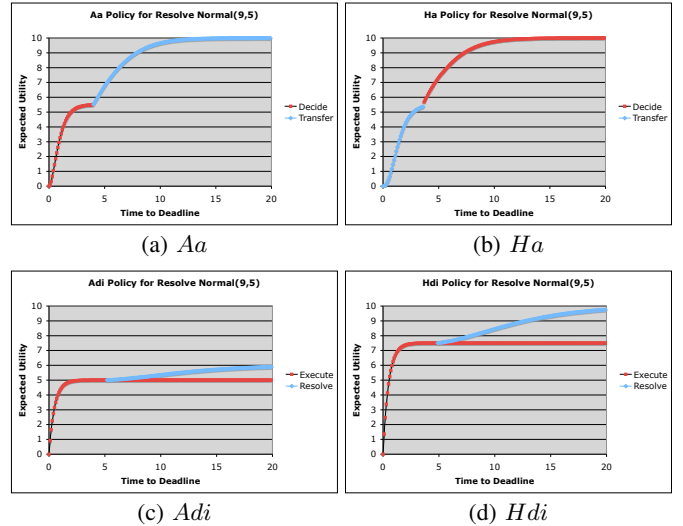 Aa Policy for Resolve Normal(9,5)
Expected Utility
10
9
8
7
6
5
4
3
2
1
0
0 5 10 15 20
Time to Deadline
Decide
Transfer
(a) Aa
Ha Policy for Resolve Normal(9,5)
Expected Utility
10
9
8
7
6
5
4
3
2
1
0
0 5 10 15 20
Time to Deadline
Decide
Transfer
(b) Ha
Adi Policy for Resolve Normal(9,5)
Expected Utility
10
9
8
7
6
5
4
3
2
1
0
0 5 10 15 20
Time to Deadline
Execute
Resolve
(c) Adi
Hdi Policy for Resolve Normal(9,5)
Expected Utility
10
9
8
7
6
5
4
3
2
1
0
0 5 10 15 20
Time to Deadline
Execute
Resolve
(d) Hdi